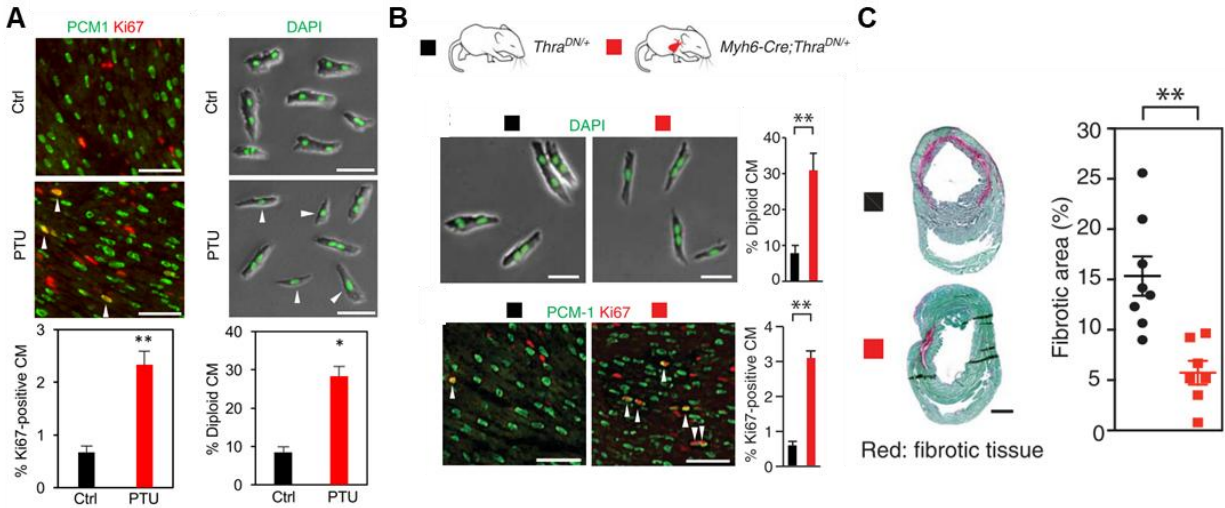 A
PCM1 Ki67
DAPI
Ctrl
Ctrl
PTU
PTU
% Ki67-positive CM
3
2
1
0
**
Ctrl
PTU
% Diploid CM
40
30
20
10
0
*
Ctrl
PTU
B
Thra^DN/+
Myh6-Cre;Thra^DN/+
DAPI
% Diploid CM
40
30
20
10
0
**
PCM-1 Ki67
% Ki67-positive CM
4
3
2
1
0
**
C
Red: fibrotic tissue
Fibrotic area (%)
30
25
20
15
10
5
0
**